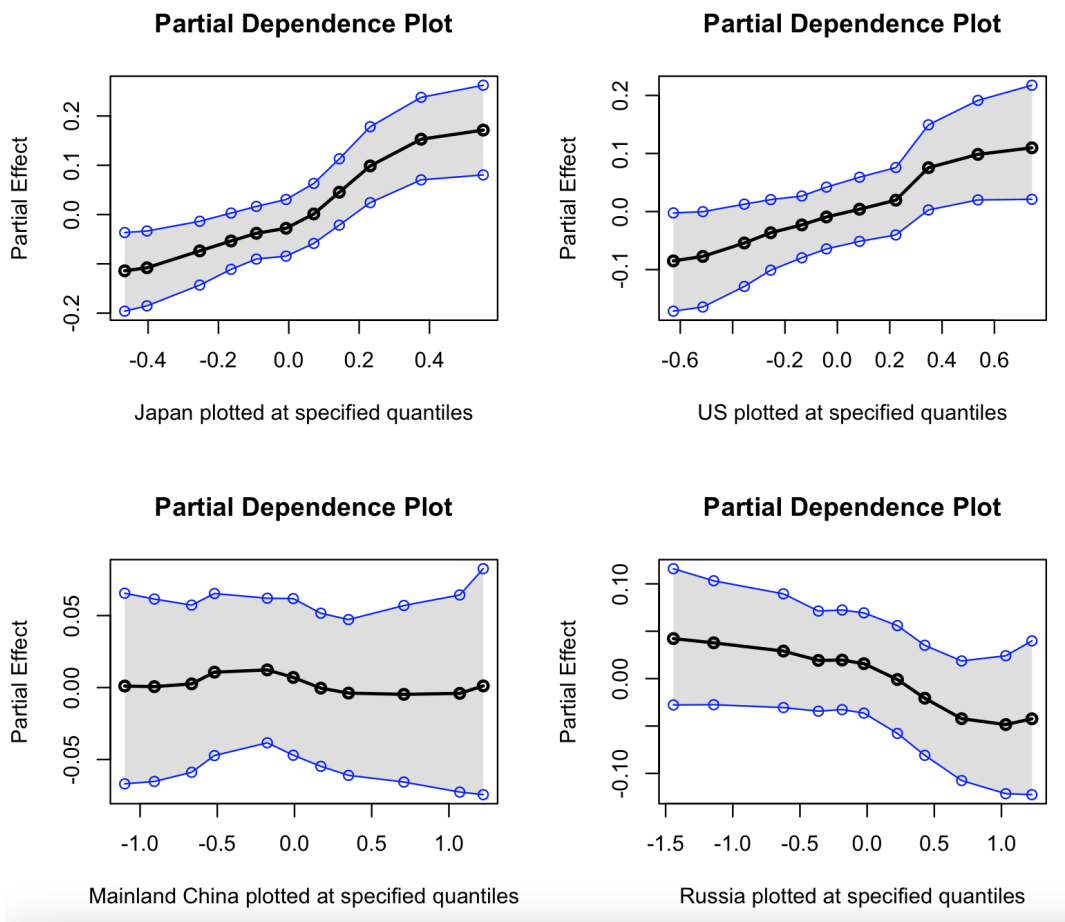 Partial Dependence Plot
Partial Effect
0.2
0.1
0.0
-0.2
-0.4 -0.2 0.0 0.2 0.4
Japan plotted at specified quantiles
Partial Dependence Plot
Partial Effect
0.2
0.1
0.0
-0.1
-0.6 -0.2 0.0 0.2 0.4 0.6
US plotted at specified quantiles
Partial Dependence Plot
Partial Effect
0.05
0.00
-0.05
-1.0 -0.5 0.0 0.5 1.0
Mainland China plotted at specified quantiles
Partial Dependence Plot
Partial Effect
0.10
0.00
-0.10
-1.5 -1.0 -0.5 0.0 0.5 1.0
Russia plotted at specified quantiles